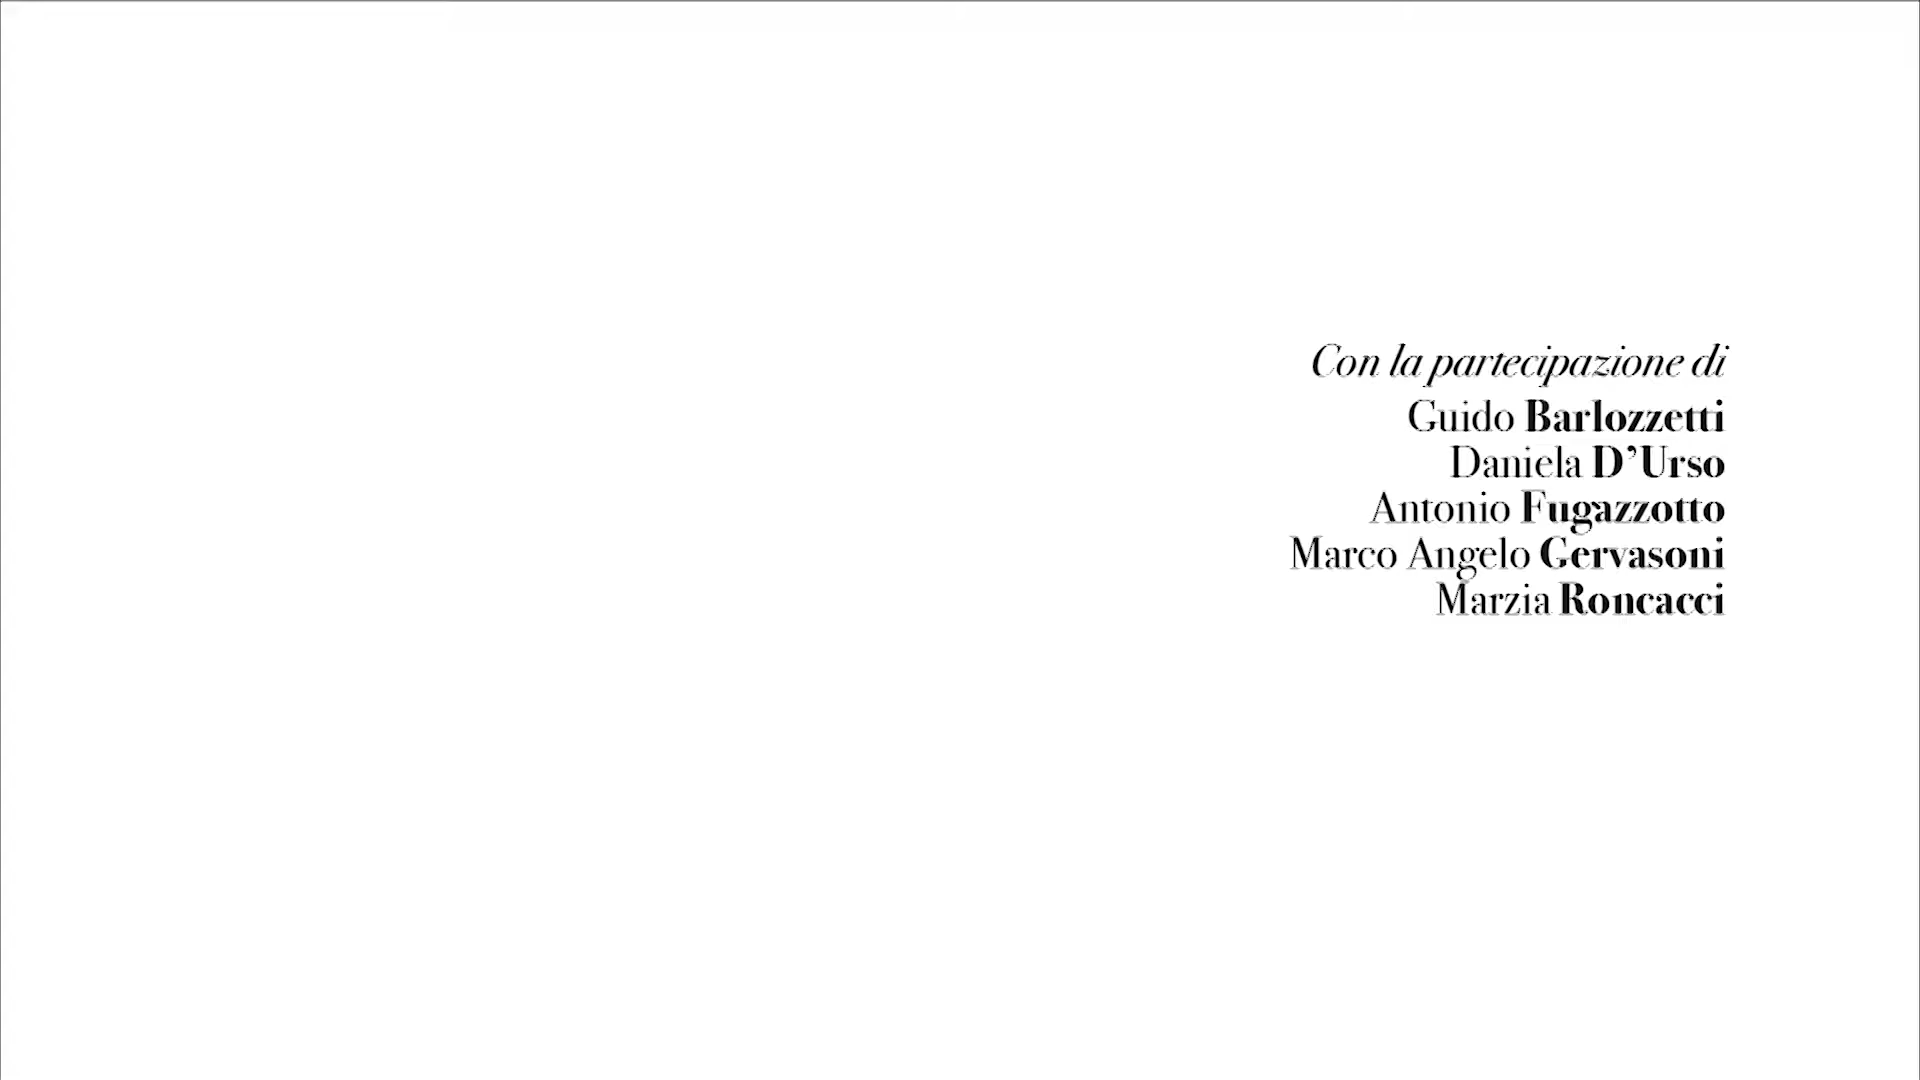 Con la partecipazione di
Guido Barlozzetti
Daniela D’Urso
Antonio Fugazzotto
Marco Angelo Gervasoni
Marzia Roncacci